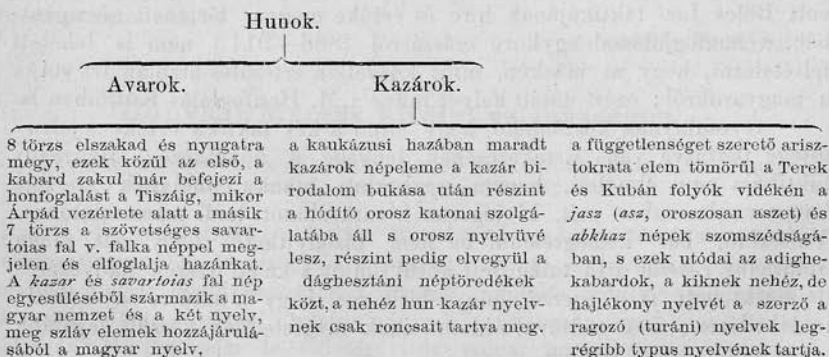 Hunok.
Avarok.
Kazárok.
8 törzs elszakad és nyugatra
megy, ezek közűl az első, a
kabard zakul már befejezi a
honfoglalást a Tiszáig, mikor
Árpád vezérlete alatt a másik
7 törzs a szövetséges savar-
toias fal v. falka néppel meg-
jelen és elfoglalja hazánkat.
A kazar és savartoias fal nép
egyesüléséből származik a ma-
gyar nemzet és a két nyelv,
meg szláv elemek hozzájárulá-
sából a magyar nyelv,
a kaukázusi hazában maradt
kazárok népeleme a kazár bi-
rodalom bukása után részint
a hódító orosz katonai szolgá-
latába áll s orosz nyelvüvé
lesz, részint pedig elvegyül a
dághesztáni néptöredékek
közt, a nehéz hun-kazár nyelv-
nek csak roncsait tartva meg.
a függetlenséget szerető arisz-
tokrata elem tömörűl a Terek
és Kubán folyók vidékén a
jasz (asz, oroszosan aszet) és
abkhaz népek szomszédságá-
ban, s ezek utódai az adighe-
kabardok, a kiknek nehéz, de
hajlékony nyelvét a szerző a
ragozó (turáni) nyelvek leg-
régibb typus nyelvének tartja.